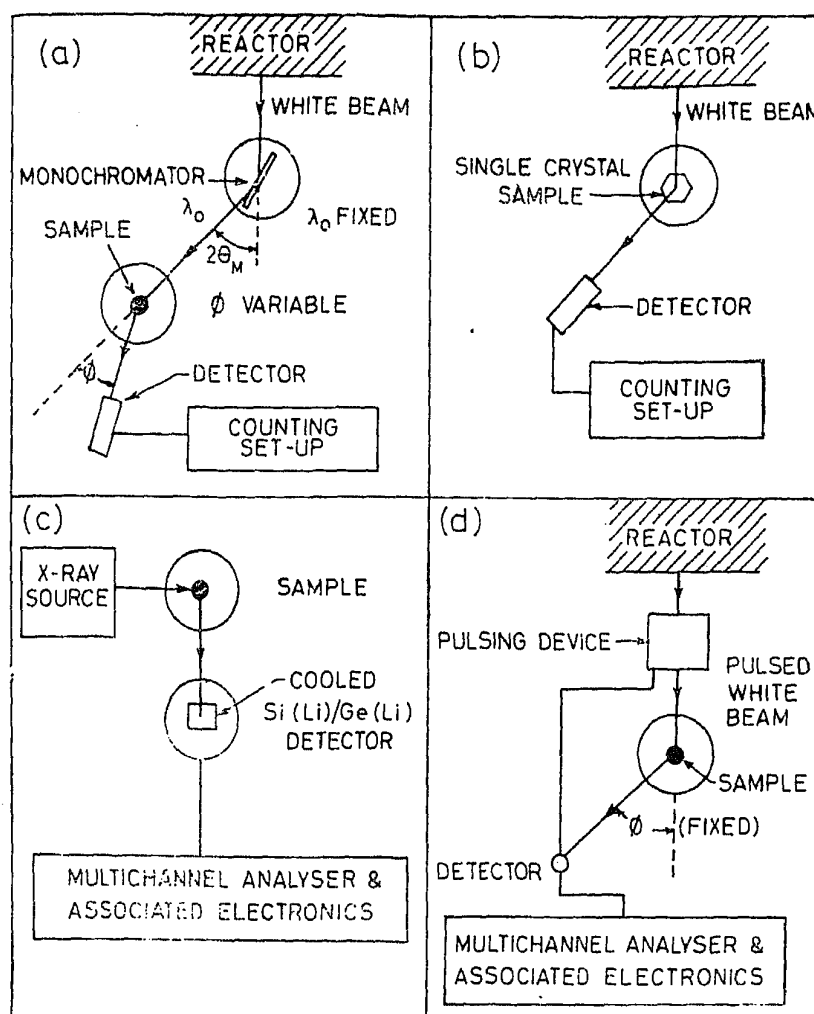 (a)
REACTOR
WHITE BEAM
MONOCHROMATOR
λ₀
λ₀ FIXED
SAMPLE
2θM
ϕ VARIABLE
ϕ
DETECTOR
COUNTING
SET-UP
(b)
REACTOR
WHITE BEAM
SINGLE CRYSTAL
SAMPLE
DETECTOR
COUNTING
SET-UP
(c)
X-RAY
SOURCE
SAMPLE
COOLED
Si(Li)/Ge(Li)
DETECTOR
MULTICHANNEL ANALYSER &
ASSOCIATED ELECTRONICS
(d)
REACTOR
PULSING DEVICE
PULSED
WHITE
BEAM
SAMPLE
ϕ (FIXED)
DETECTOR
MULTICHANNEL ANALYSER &
ASSOCIATED ELECTRONICS